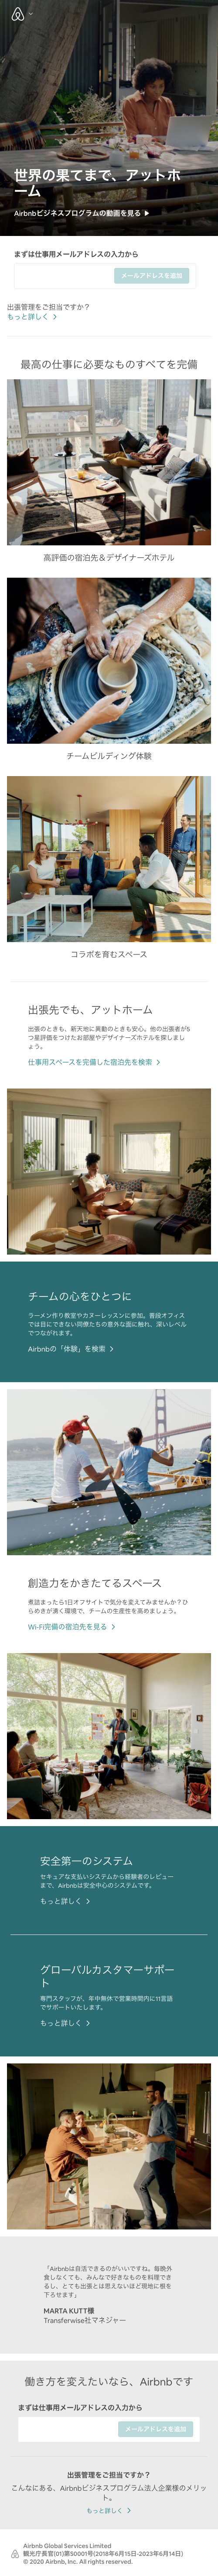 世界の果てまで、アットホ
ーム
Airbnbビジネスプログラムの動画を見る
まずは仕事用メールアドレスの入力から
メールアドレスを追加
出張管理をご担当ですか？
もっと詳しく
最高の仕事に必要なものすべてを完備
高評価の宿泊先＆デザイナーズホテル
チームビルディング体験
コラボを育むスペース
出張先でも、アットホーム
出張のときも、新天地に異動のときも安心。他の出張者が5
つ星評価をつけたお部屋やデザイナーズホテルを探しまし
ょう。
仕事用スペースを完備した宿泊先を検索
チームの心をひとつに
ラーメン作り教室やカヌーレッスンに参加。普段オフィス
では目にできない同僚たちの意外な面に触れ、深いレベル
でつながれます。
Airbnbの「体験」を検索
創造力をかきたてるスペース
煮詰まったら1日オフサイトで気分を変えてみませんか？ひ
らめきが湧く環境で、チームの生産性を高めましょう。
Wi-Fi完備の宿泊先を見る
安全第一のシステム
セキュアな支払いシステムから経験者のレビュー
まで、Airbnbは安全中心のシステムです。
もっと詳しく
グローバルカスタマーサポー
ト
専門スタッフが、年中無休で営業時間内に11言語
でサポートいたします。
もっと詳しく
「Airbnbは自活できるのがいいですね。毎晩外
食しなくても、みんなで好きなものを料理でき
るし、とても出張とは思えないほど現地に根を
下ろせます」
MARTA KUTT様
Transferwise社マネジャー
働き方を変えたいなら、Airbnbです
まずは仕事用メールアドレスの入力から
メールアドレスを追加
出張管理をご担当ですか？
こんなにある、Airbnbビジネスプログラム法人企業様のメリッ
ト。
もっと詳しく
Airbnb Global Services Limited
観光庁長官(01)第S0001号(2018年6月15日-2023年6月14日)
© 2020 Airbnb, Inc. All rights reserved.